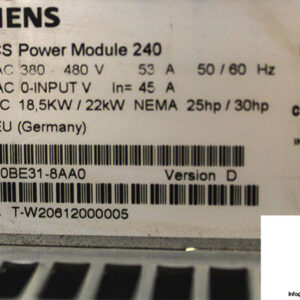 IENS
CS Power Module 240
AC 380 - 480 V 53 A 50 / 60 Hz
AC 0-INPUT V In= 45 A
C 18,5KW / 22kW NEMA 25hp / 30hp
EU (Germany)
0BE31-8AA0 Version D
T-W20612000005